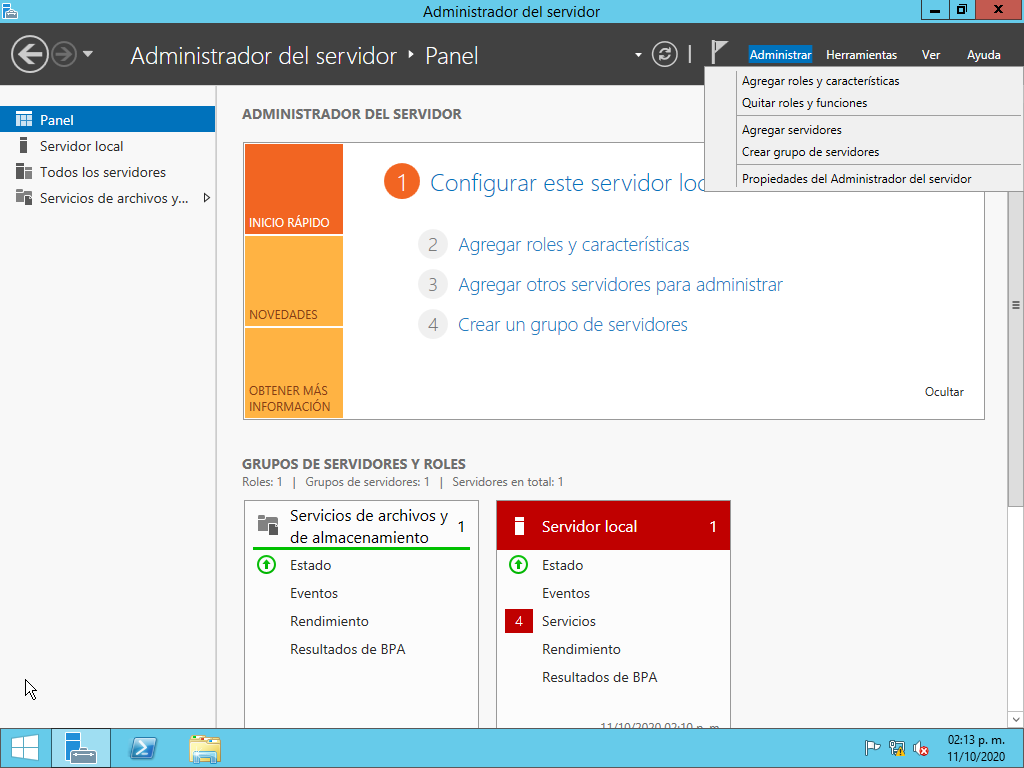 Administrador del servidor
Administrador del servidor Panel
Administrar Herramientas Ver Ayuda
Agregar roles y características
Quitar roles y funciones
Agregar servidores
Crear grupo de servidores
Propiedades del Administrador del servidor
Panel
Servidor local
Todos los servidores
Servicios de archivos y...
ADMINISTRADOR DEL SERVIDOR
INICIO RÁPIDO
NOVEDADES
OBTENER MÁS
INFORMACIÓN
1 Configurar este servidor loc
2 Agregar roles y características
3 Agregar otros servidores para administrar
4 Crear un grupo de servidores
Ocultar
GRUPOS DE SERVIDORES Y ROLES
Roles: 1 | Grupos de servidores: 1 | Servidores en total: 1
Servicios de archivos y
de almacenamiento
1
Estado
Eventos
Rendimiento
Resultados de BPA
Servidor local 1
Estado
Eventos
4 Servicios
Rendimiento
Resultados de BPA
11/10/2020 02:10 p. m.
02:13 p. m.
11/10/2020